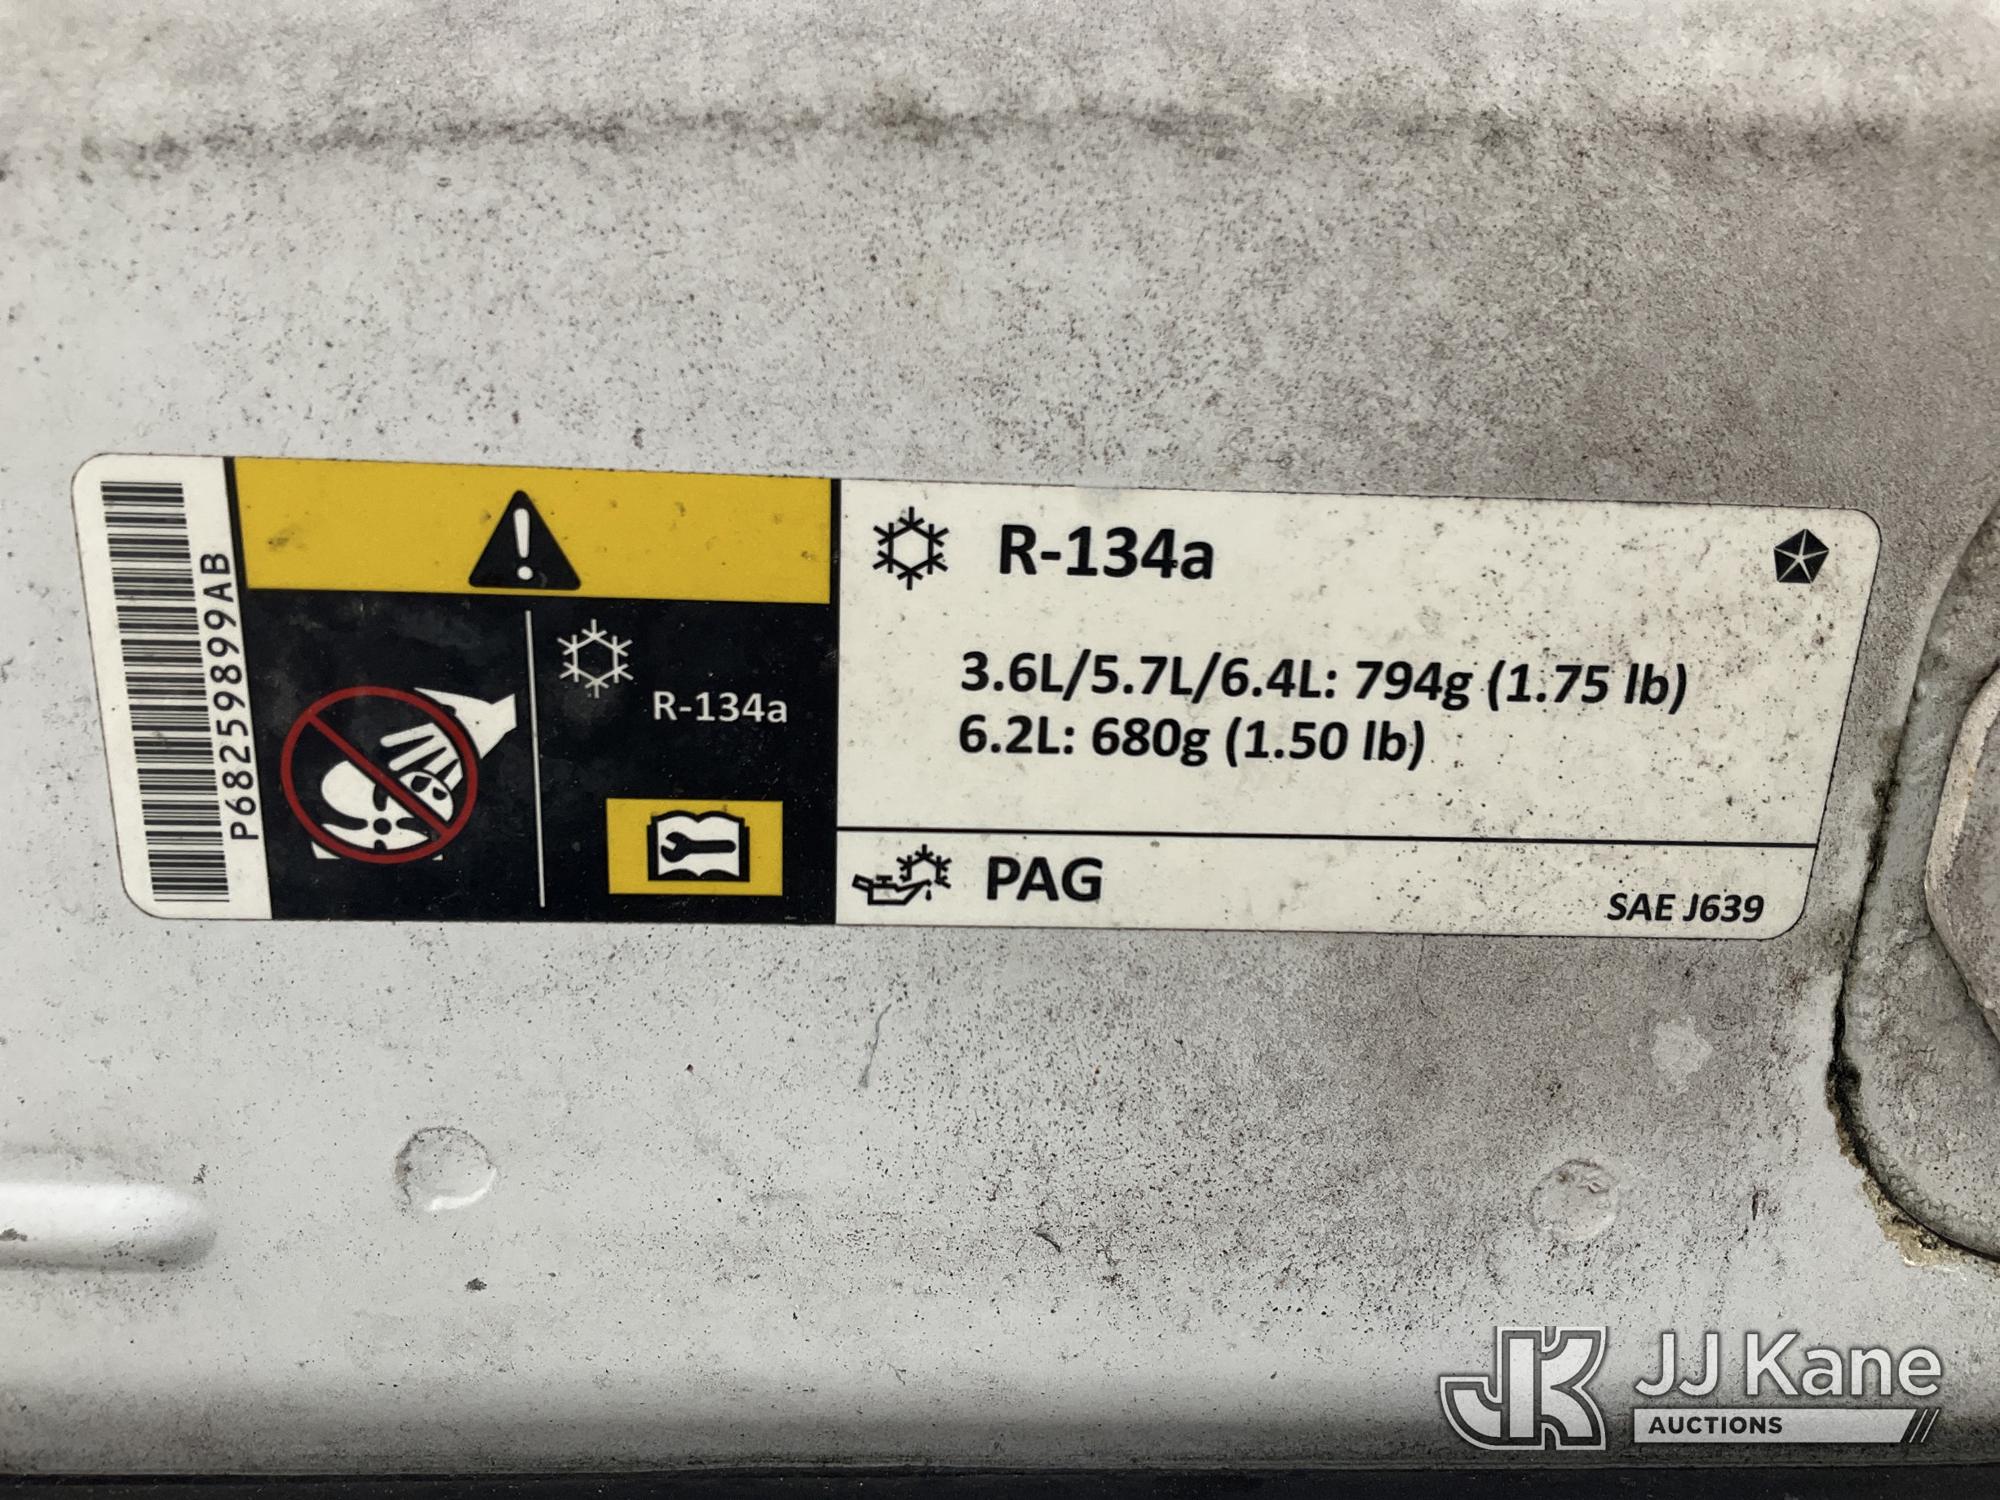 P68259899AB
R-134a
R-134a
3.6L/5.7L/6.4L: 794g (1.75 lb)
6.2L: 680g (1.50 lb)
PAG
SAE J639
JK JJ Kane
AUCTIONS